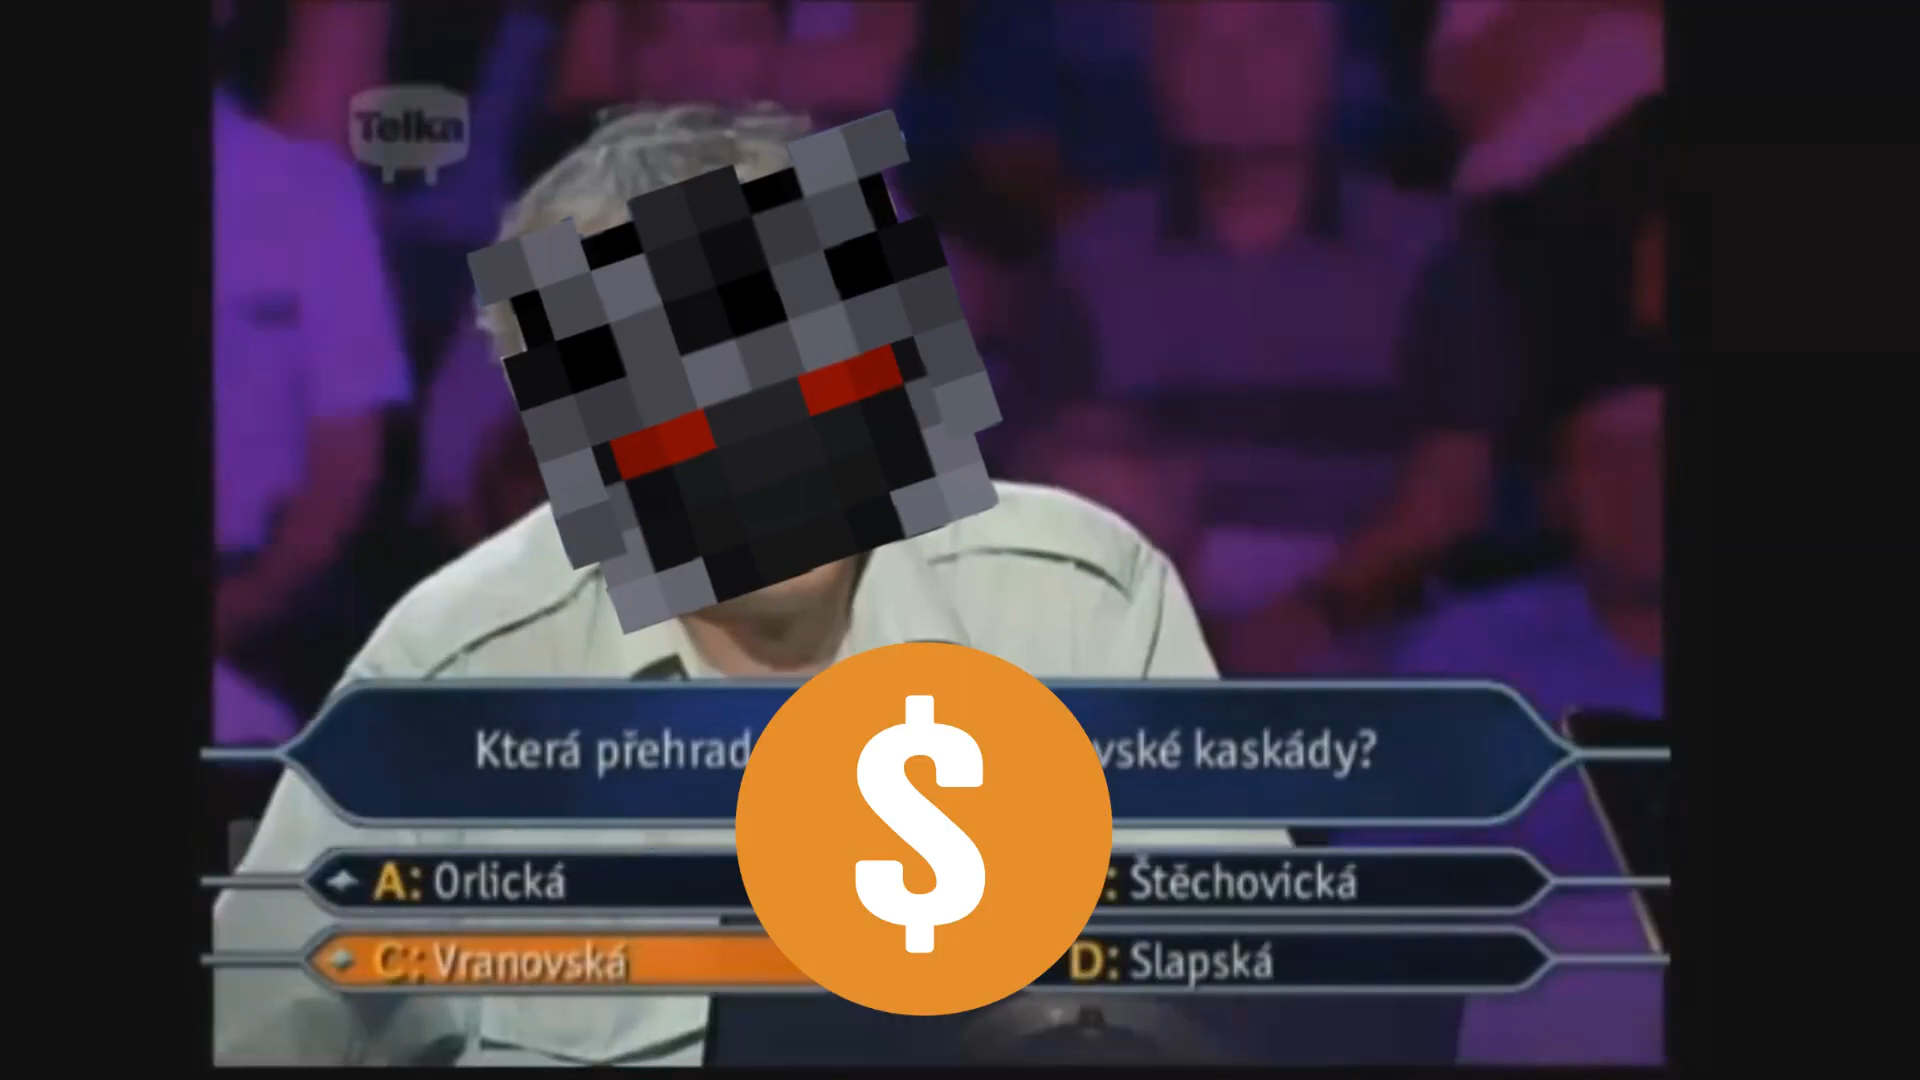 Telka
Která přehrad vské kaskády?
A: Orlická
: Štěchovická
C: Vranovská
D: Slapská
$